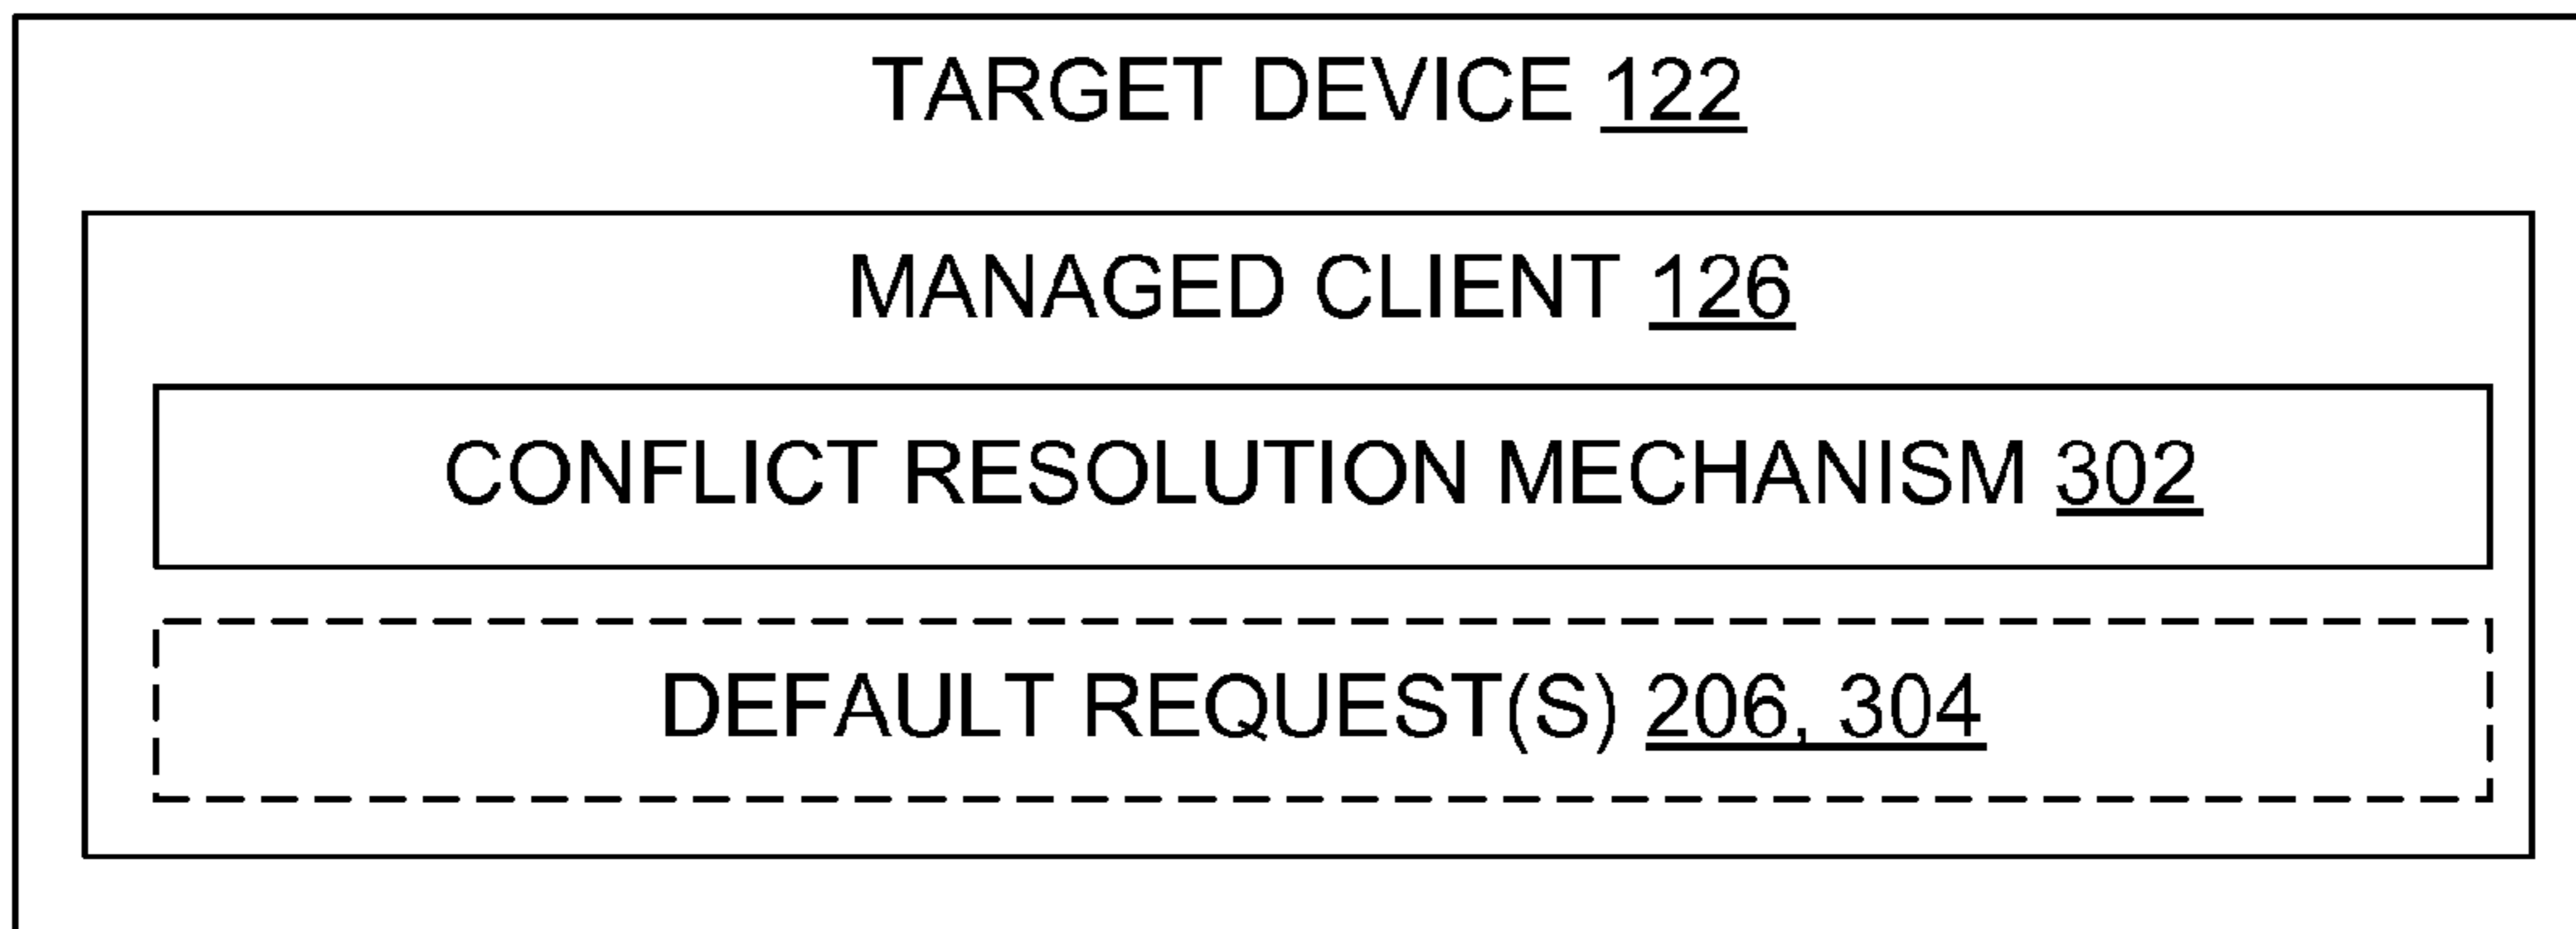 TARGET DEVICE 122
MANAGED CLIENT 126
CONFLICT RESOLUTION MECHANISM 302
DEFAULT REQUEST(S) 206, 304